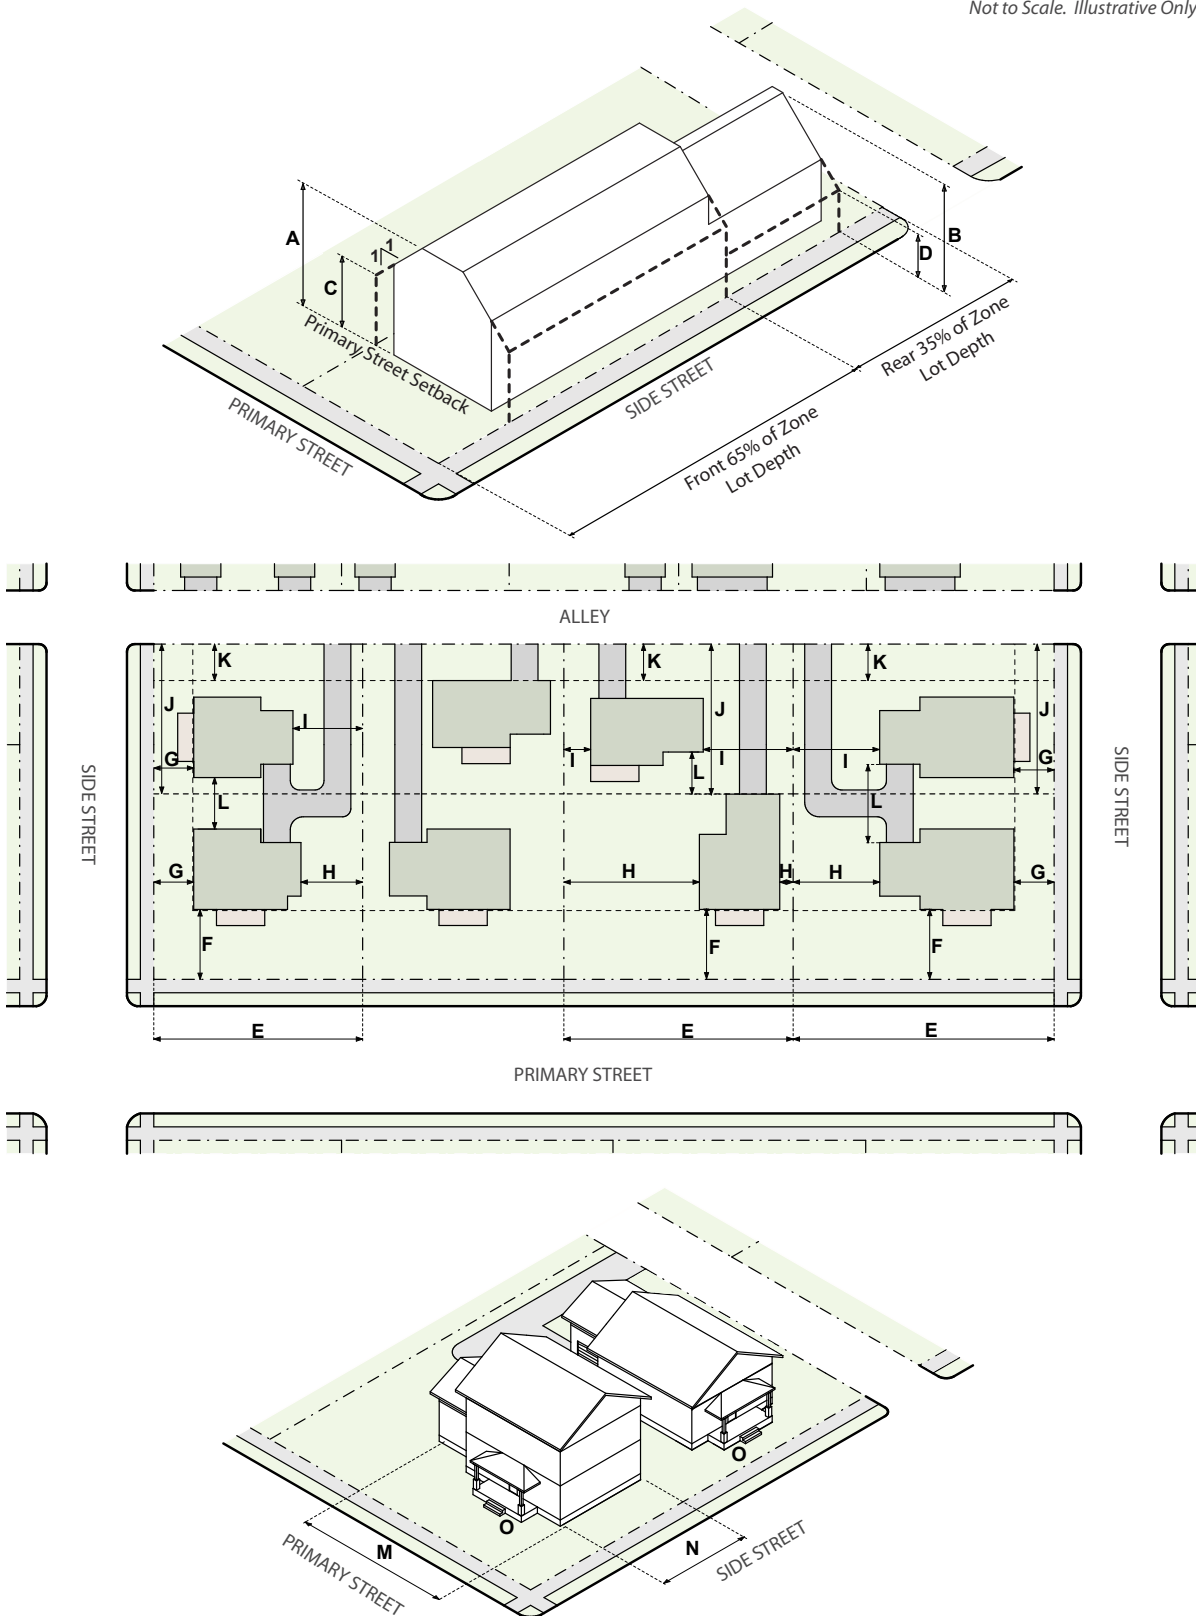 Not to Scale. Illustrative Only
A
1
1
C
B
D
Primary Street Setback
PRIMARY STREET
SIDE STREET
Rear 35% of Zone
Lot Depth
Front 65% of Zone
Lot Depth
ALLEY
K
K
K
J
J
J
I
I
I
I
G
G
L
L
L
SIDE STREET
SIDE STREET
G
H
H
H
H
G
F
F
F
E
E
E
PRIMARY STREET
O
O
M
N
PRIMARY STREET
SIDE STREET